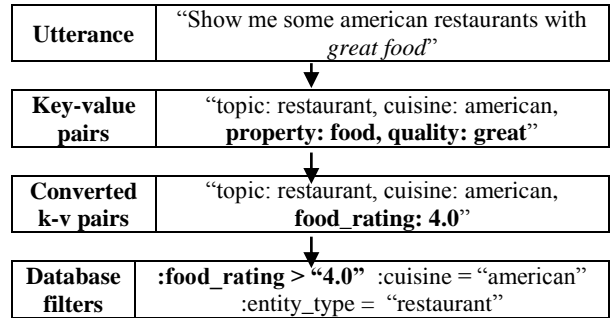 Utterance “Show me some american restaurants with
great food”
Key-value “topic: restaurant, cuisine: american,
pairs property: food, quality: great”
Converted “topic: restaurant, cuisine: american,
k-v pairs food_rating: 4.0”
Database :food_rating > “4.0” :cuisine = “american”
filters :entity_type = “restaurant”